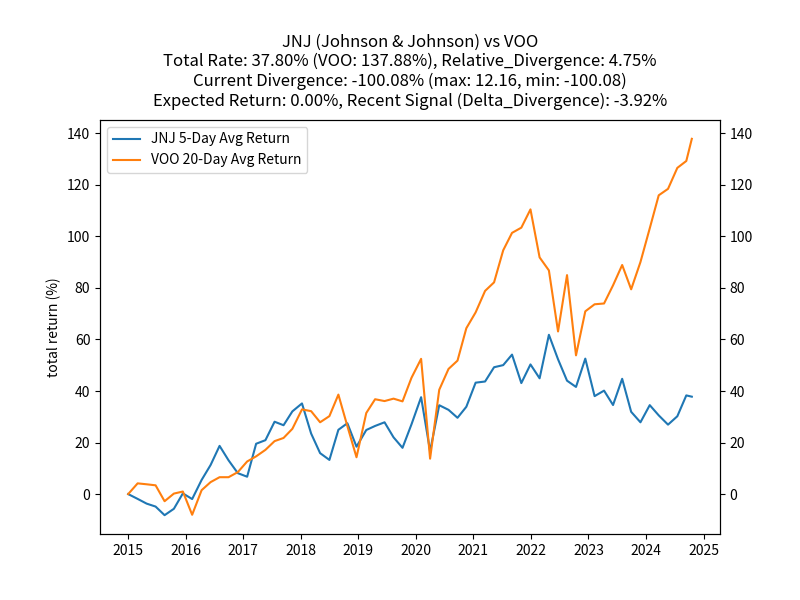 JNJ (Johnson & Johnson) vs VOO
Total Rate: 37.80% (VOO: 137.88%), Relative_Divergence: 4.75%
Current Divergence: -100.08% (max: 12.16, min: -100.08)
Expected Return: 0.00%, Recent Signal (Delta_Divergence): -3.92%
JNJ 5-Day Avg Return
VOO 20-Day Avg Return
total return (%)
140
120
100
80
60
40
20
0
140
120
100
80
60
40
20
0
2015 2016 2017 2018 2019 2020 2021 2022 2023 2024 2025